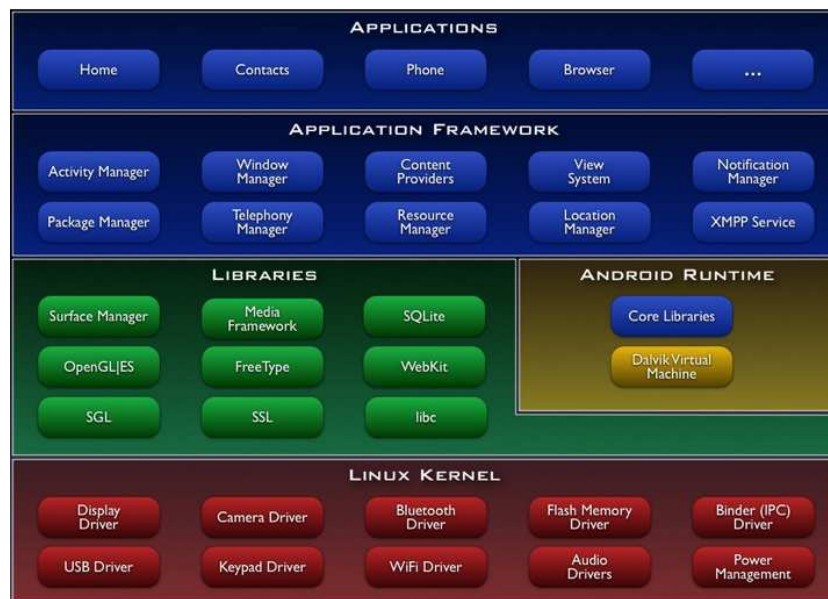 APPLICATIONS
Home
Contacts
Phone
Browser
...
APPLICATION FRAMEWORK
Activity Manager
Window
Manager
Content
Providers
View
System
Notification
Manager
Package Manager
Telephony
Manager
Resource
Manager
Location
Manager
XMPP Service
LIBRARIES
Surface Manager
Media
Framework
SQLite
OpenGL|ES
FreeType
WebKit
SGL
SSL
libc
ANDROID RUNTIME
Core Libraries
Dalvik Virtual
Machine
LINUX KERNEL
Display
Driver
Camera Driver
Bluetooth
Driver
Flash Memory
Driver
Binder (IPC)
Driver
USB Driver
Keypad Driver
WiFi Driver
Audio
Drivers
Power
Management